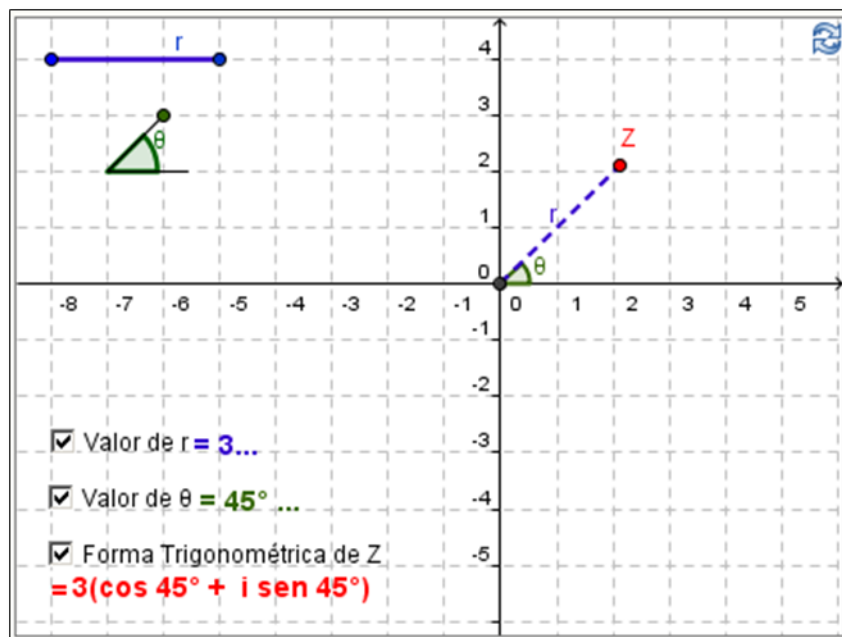 r
θ
Z
r
θ
4
3
2
1
0
-8 -7 -6 -5 -4 -3 -2 -1 0 1 2 3 4 5
-1
-2
-3
-4
-5
Valor de r = 3...
Valor de θ = 45° ...
Forma Trigonométrica de Z
=3(cos 45° + i sen 45°)